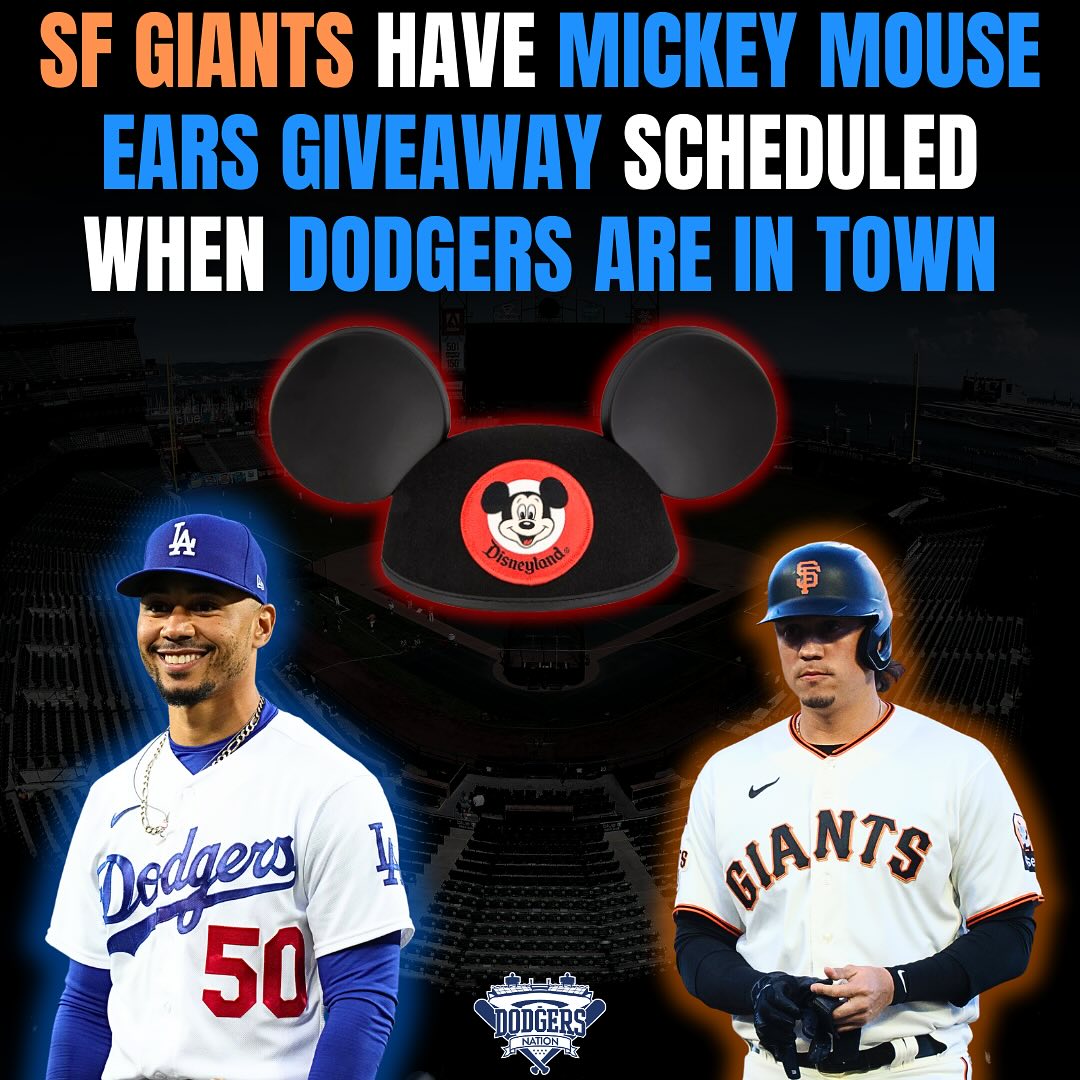 SF GIANTS HAVE MICKEY MOUSE
EARS GIVEAWAY SCHEDULED
WHEN DODGERS ARE IN TOWN
Disneyland®
LA
SF
Dodgers
LA
50
GIANTS
DODGERS
NATION